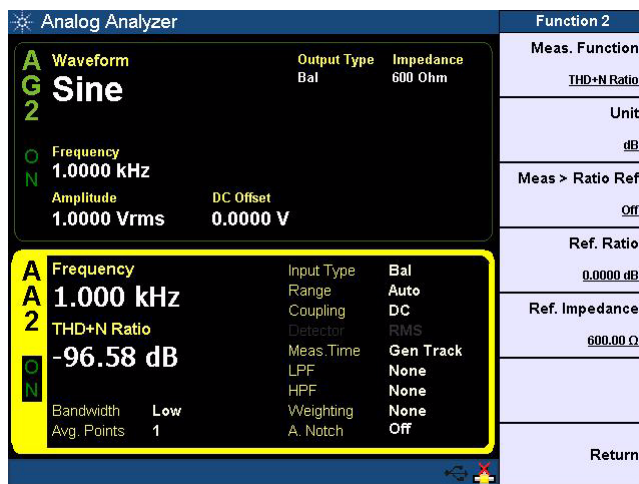 Analog Analyzer
AG2 ON
Waveform
Sine
Output Type Impedance
Bal 600 Ohm
Frequency
1.0000 kHz
Amplitude DC Offset
1.0000 Vrms 0.0000 V
AA2 ON
Frequency
1.000 kHz
THD+N Ratio
-96.58 dB
Bandwidth Low
Avg. Points 1
Input Type Bal
Range Auto
Coupling DC
Detector RMS
Meas.Time Gen Track
LPF None
HPF None
Weighting None
A. Notch Off
Function 2
Meas. Function
THD+N Ratio
Unit
dB
Meas > Ratio Ref
Off
Ref. Ratio
0.0000 dB
Ref. Impedance
600.00 Ω
Return